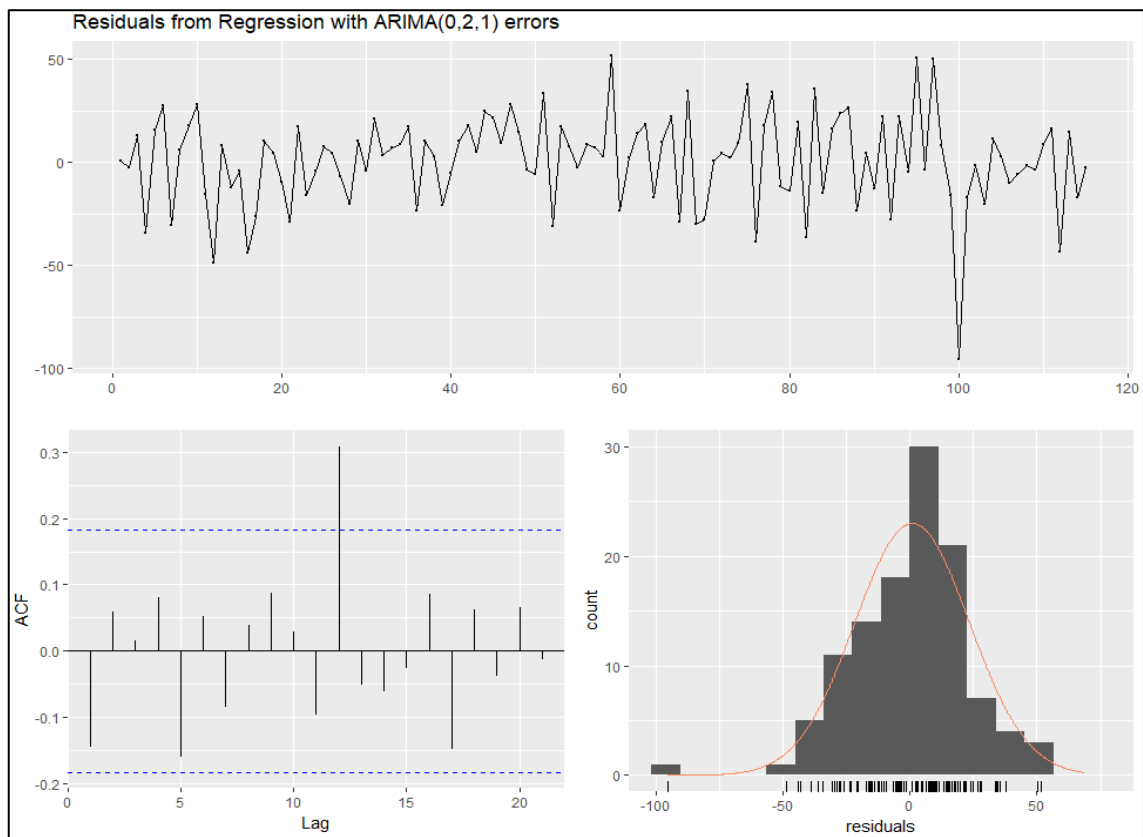 Residuals from Regression with ARIMA(0,2,1) errors
50
0
-50
-100
0 20 40 60 80 100 120
ACF
0.3
0.2
0.1
0.0
-0.1
-0.2
0 5 10 15 20
Lag
count
30
20
10
0
-100 -50 0 50
residuals